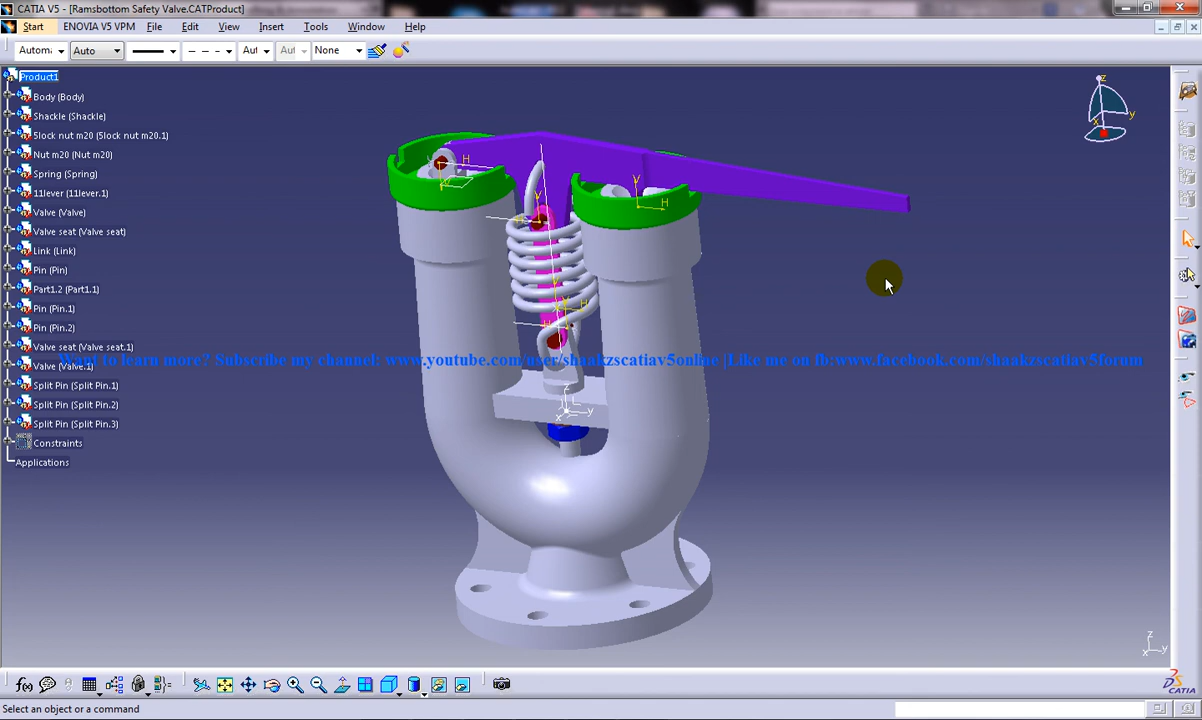 CATIA V5 - [Ramsbottom Safety Valve.CATProduct]
Start ENOVIA V5 VPM File Edit View Insert Tools Window Help
Automa Auto Aut Aut None
Product1
Body (Body)
Shackle (Shackle)
5lock nut m20 (5lock nut m20.1)
Nut m20 (Nut m20)
Spring (Spring)
11lever (11lever.1)
Valve (Valve)
Valve seat (Valve seat)
Link (Link)
Pin (Pin)
Part1.2 (Part1.1)
Pin (Pin.1)
Pin (Pin.2)
Valve seat (Valve seat.1)
Want to learn more? Subscribe my channel: www.youtube.com/user/shaakzscatiav5online |Like me on fb:www.facebook.com/shaakzscatiav5forum
Valve (Valve.1)
Split Pin (Split Pin.1)
Split Pin (Split Pin.2)
Split Pin (Split Pin.3)
Constraints
Applications
z
y
x
H
V
H
V
H
V
V
H
H
z
L
x
y
z
x
y
f(x)
CATIA
Select an object or a command